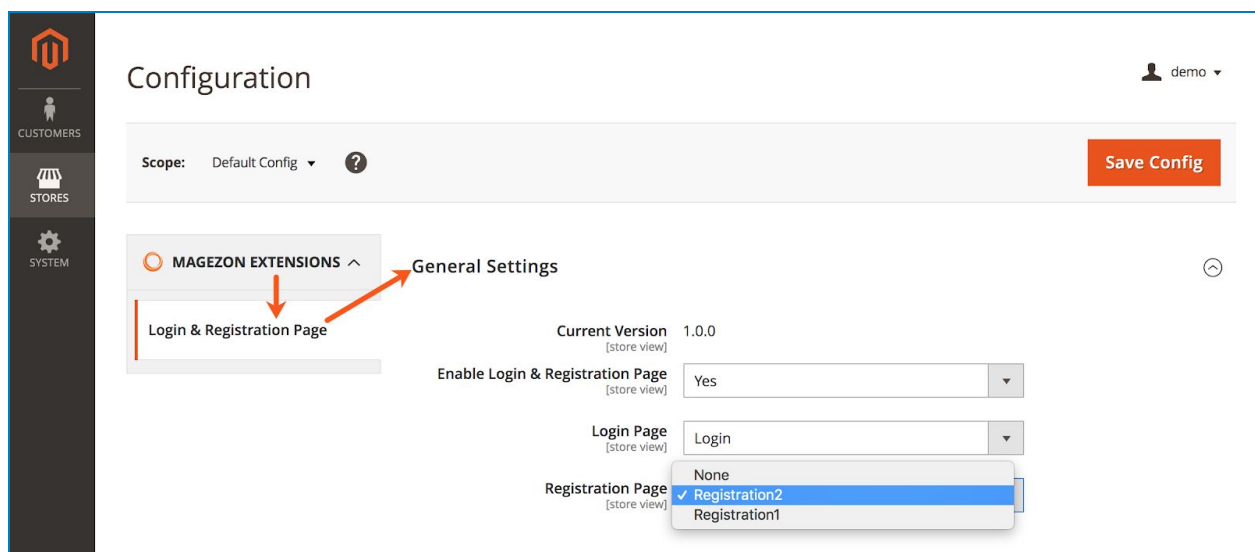 Configuration
demo
CUSTOMERS
Scope: Default Config ? Save Config
STORES
SYSTEM
MAGEZON EXTENSIONS
General Settings
Login & Registration Page
Current Version 1.0.0
[store view]
Enable Login & Registration Page Yes
[store view]
Login Page Login
[store view]
None
Registration Page ✓ Registration2
[store view]
Registration1